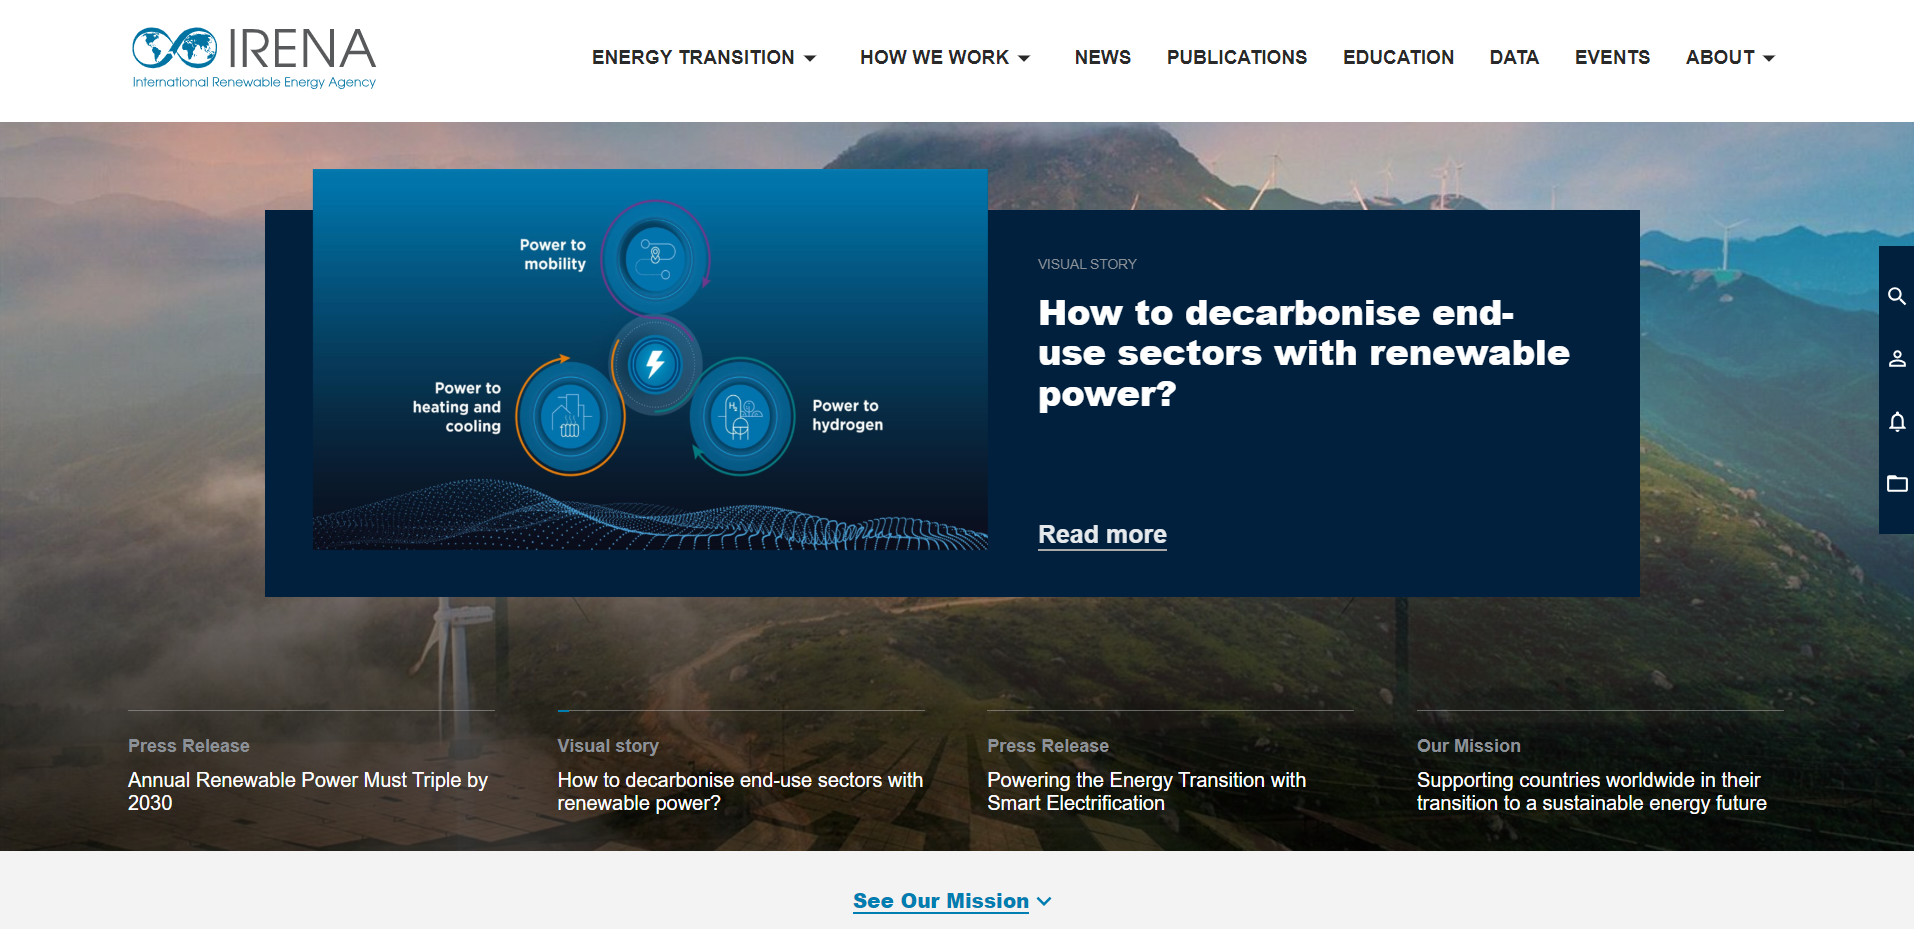 IRENA
International Renewable Energy Agency
ENERGY TRANSITION
HOW WE WORK
NEWS
PUBLICATIONS
EDUCATION
DATA
EVENTS
ABOUT
Power to
mobility
Power to
heating and
cooling
H₂
Power to
hydrogen
VISUAL STORY
How to decarbonise end-
use sectors with renewable
power?
Read more
Press Release
Annual Renewable Power Must Triple by
2030
Visual story
How to decarbonise end-use sectors with
renewable power?
Press Release
Powering the Energy Transition with
Smart Electrification
Our Mission
Supporting countries worldwide in their
transition to a sustainable energy future
See Our Mission